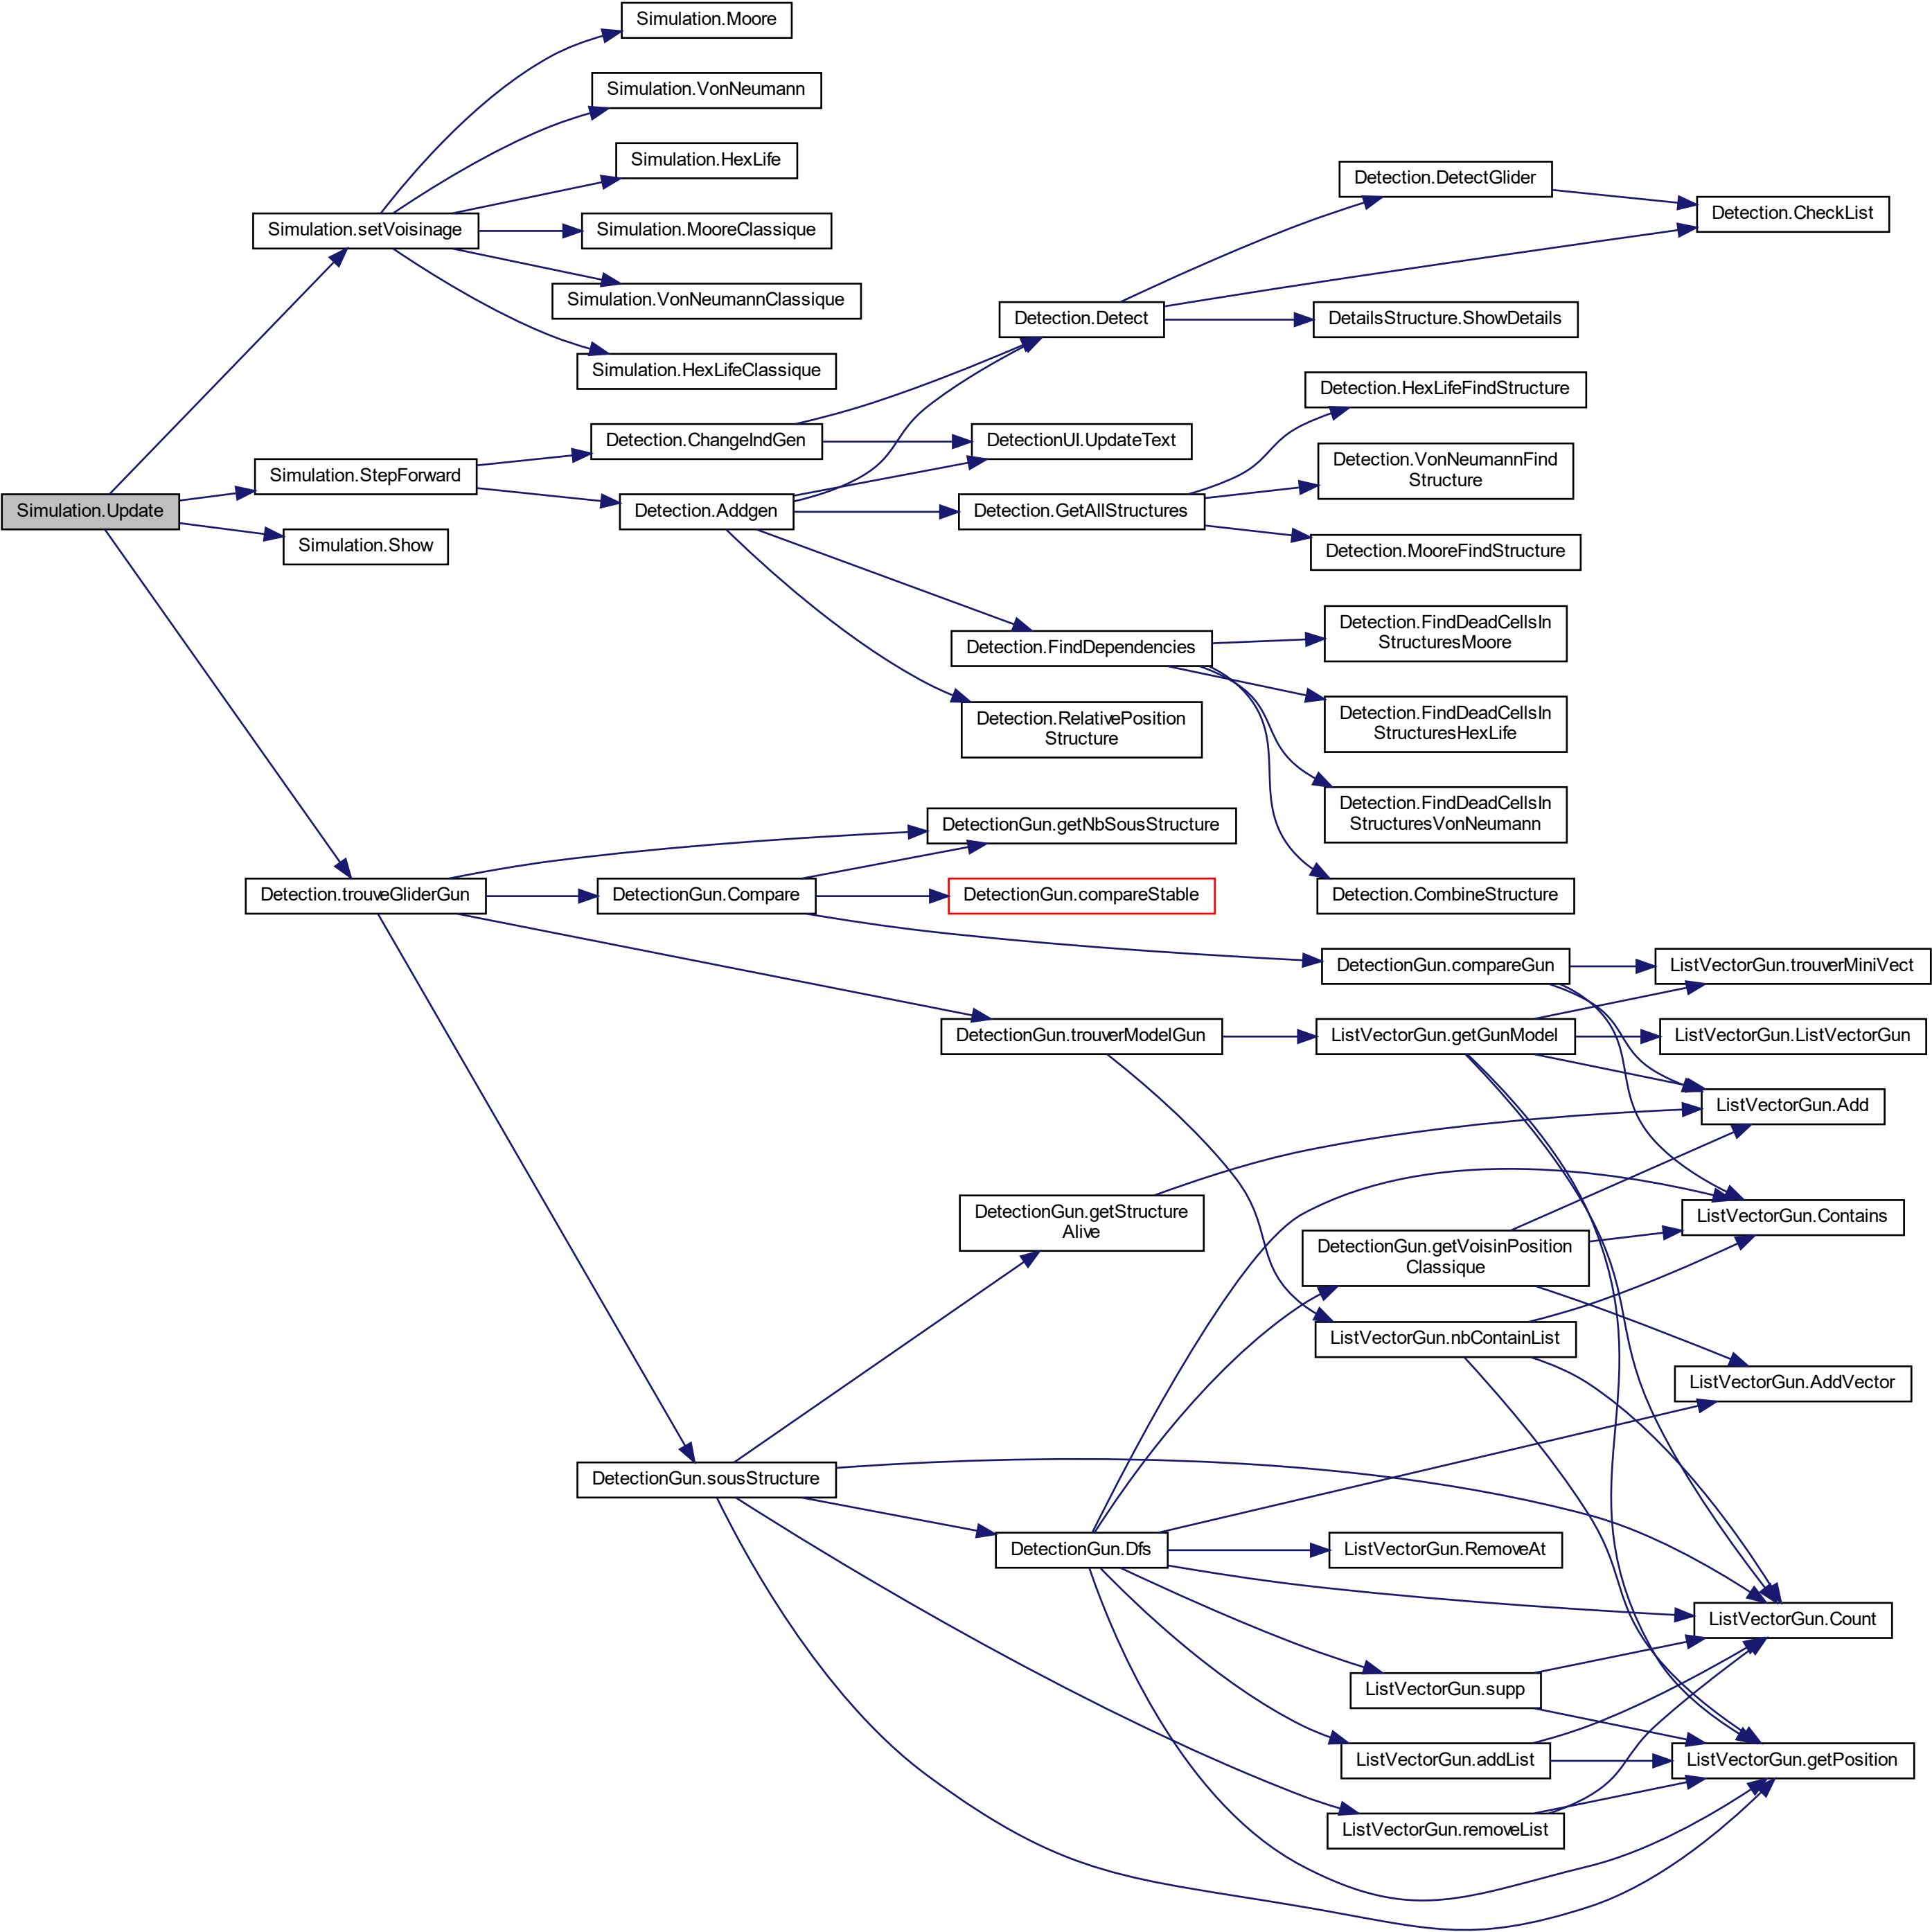 Simulation.Moore
Simulation.VonNeumann
Simulation.HexLife
Simulation.setVoisinage
Simulation.MooreClassique
Simulation.VonNeumannClassique
Simulation.HexLifeClassique
Detection.DetectGlider
Detection.CheckList
Detection.Detect
DetailsStructure.ShowDetails
Detection.HexLifeFindStructure
Detection.ChangeIndGen
DetectionUI.UpdateText
Simulation.StepForward
Detection.VonNeumannFind
Structure
Simulation.Update
Detection.Addgen
Detection.GetAllStructures
Simulation.Show
Detection.MooreFindStructure
Detection.FindDependencies
Detection.FindDeadCellsIn
StructuresMoore
Detection.RelativePosition
Structure
Detection.FindDeadCellsIn
StructuresHexLife
Detection.FindDeadCellsIn
StructuresVonNeumann
DetectionGun.getNbSousStructure
Detection.trouveGliderGun
DetectionGun.Compare
DetectionGun.compareStable
Detection.CombineStructure
DetectionGun.compareGun
ListVectorGun.trouverMiniVect
DetectionGun.trouverModelGun
ListVectorGun.getGunModel
ListVectorGun.ListVectorGun
ListVectorGun.Add
DetectionGun.getStructure
Alive
ListVectorGun.Contains
DetectionGun.getVoisinPosition
Classique
ListVectorGun.nbContainList
ListVectorGun.AddVector
DetectionGun.sousStructure
DetectionGun.Dfs
ListVectorGun.RemoveAt
ListVectorGun.Count
ListVectorGun.supp
ListVectorGun.addList
ListVectorGun.getPosition
ListVectorGun.removeList